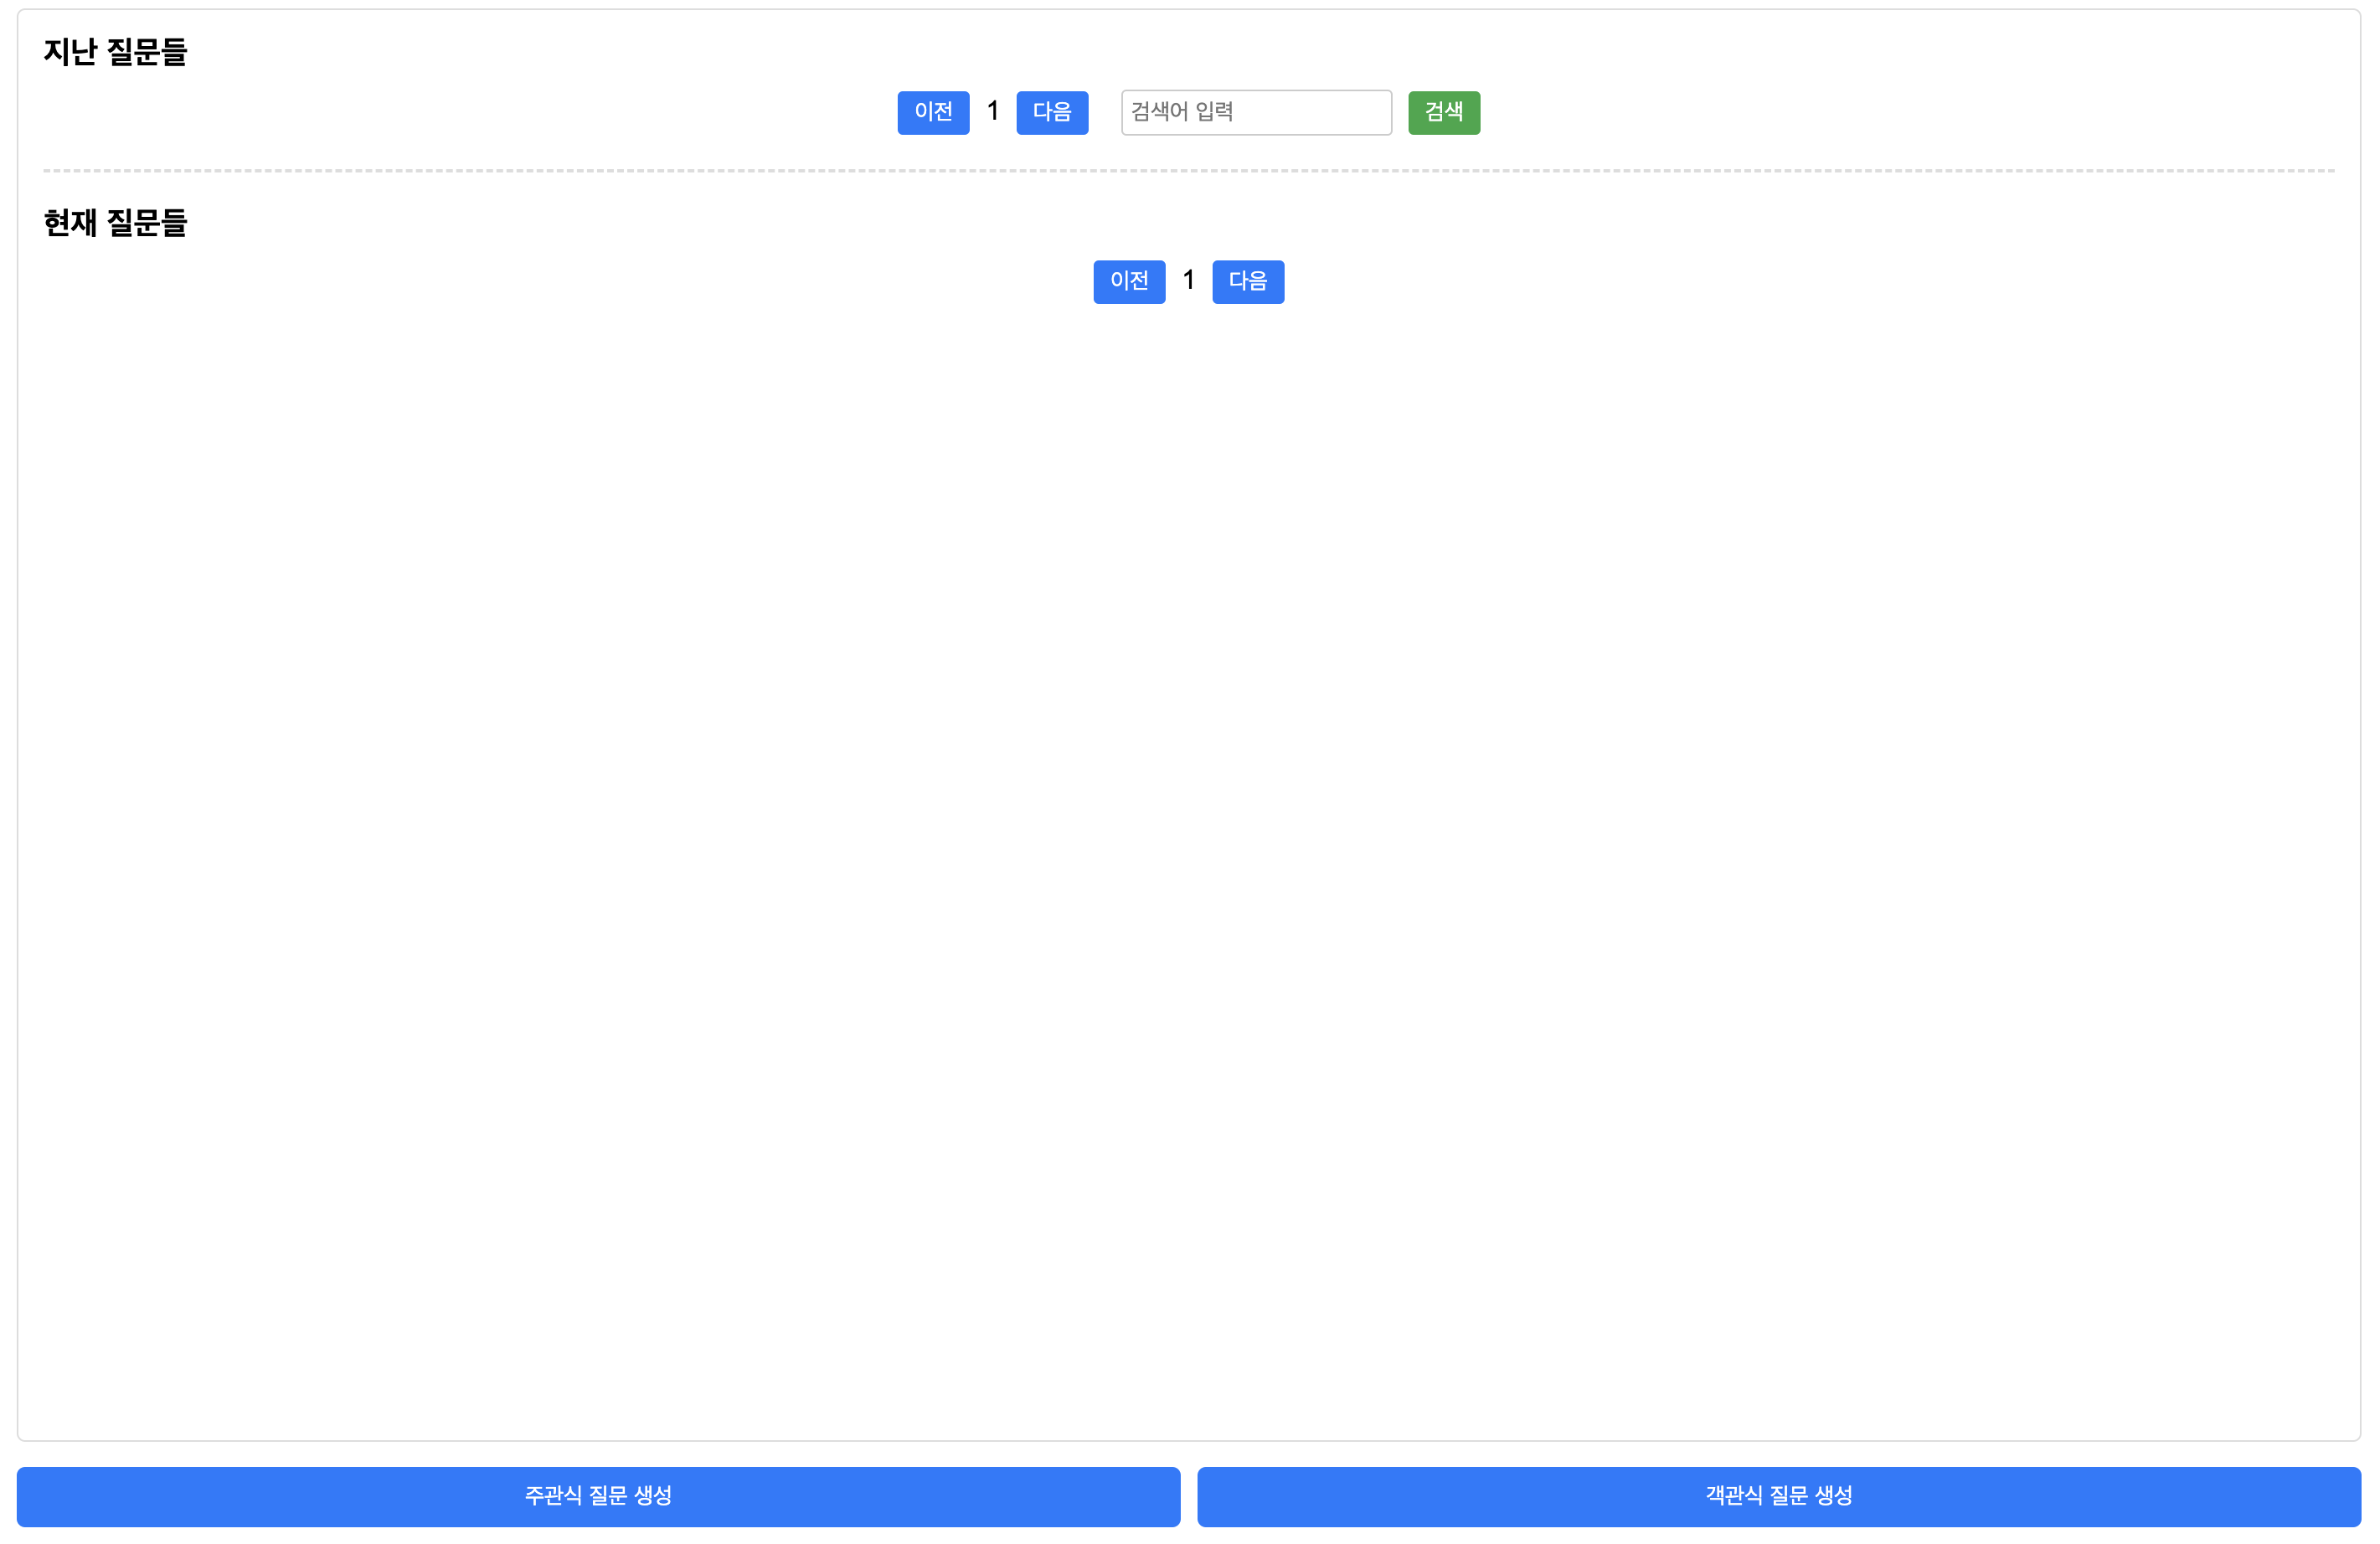 지난 질문들
이전 1 다음 검색어 입력 검색
현재 질문들
이전 1 다음
주관식 질문 생성 객관식 질문 생성